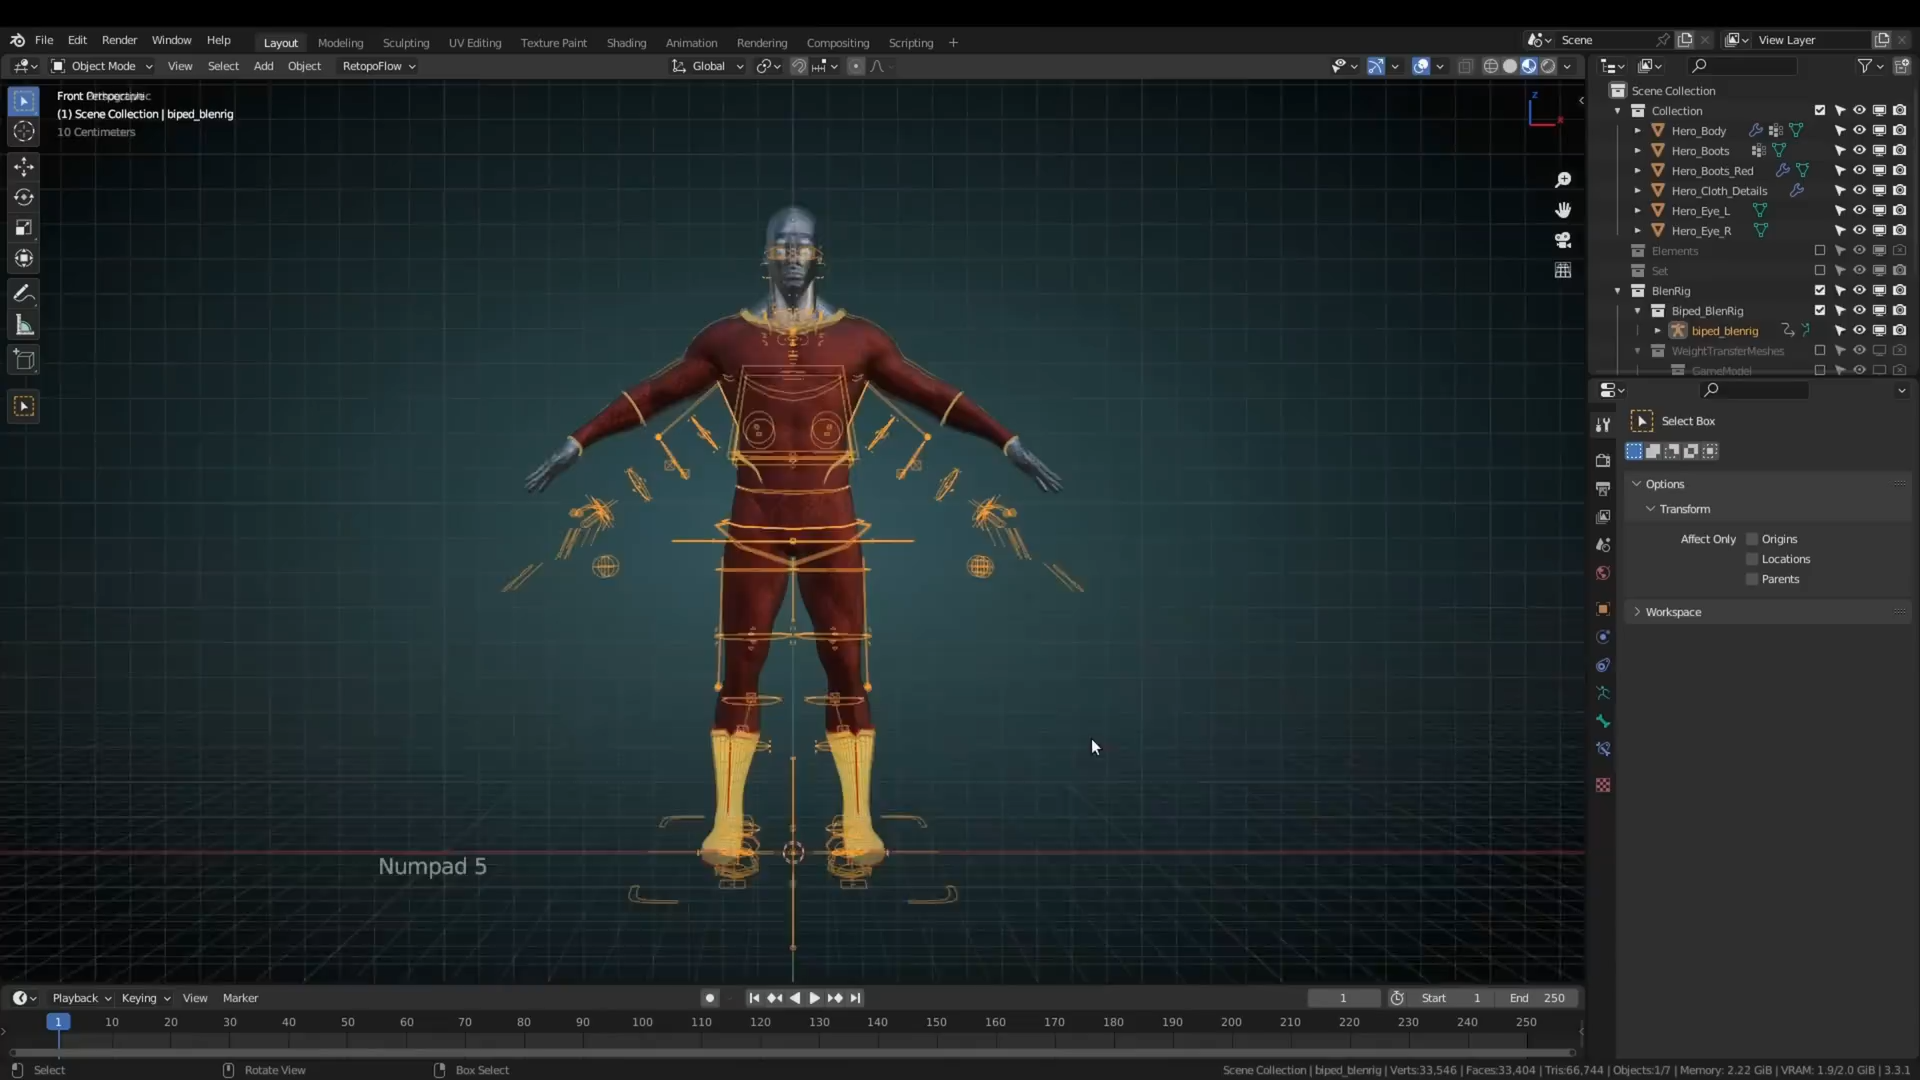 File Edit Render Window Help Layout Modeling Sculpting UV Editing Texture Paint Shading Animation Rendering Compositing Scripting + Scene View Layer
Object Mode View Select Add Object RetopoFlow Global
Front
(1) Scene Collection | biped_blenrig
10 Centimeters
Z
X
Scene Collection
Collection
Hero_Body
Hero_Boots
Hero_Boots_Red
Hero_Cloth_Details
Hero_Eye_L
Hero_Eye_R
Elements
Set
BlenRig
Biped_BlenRig
biped_blenrig
WeightTransferMeshes
GameModel
Select Box
Options
Transform
Affect Only Origins
Locations
Parents
Workspace
Numpad 5
Playback Keying View Marker 1 Start 1 End 250
1 10 20 30 40 50 60 70 80 90 100 110 120 130 140 150 160 170 180 190 200 210 220 230 240 250
Select Rotate View Box Select Scene Collection | biped_blenrig | Verts:33,546 | Faces:33,404 | Tris:66,744 | Objects:1/7 | Memory: 2.22 GiB | VRAM: 1.9/2.0 GiB | 3.3.1